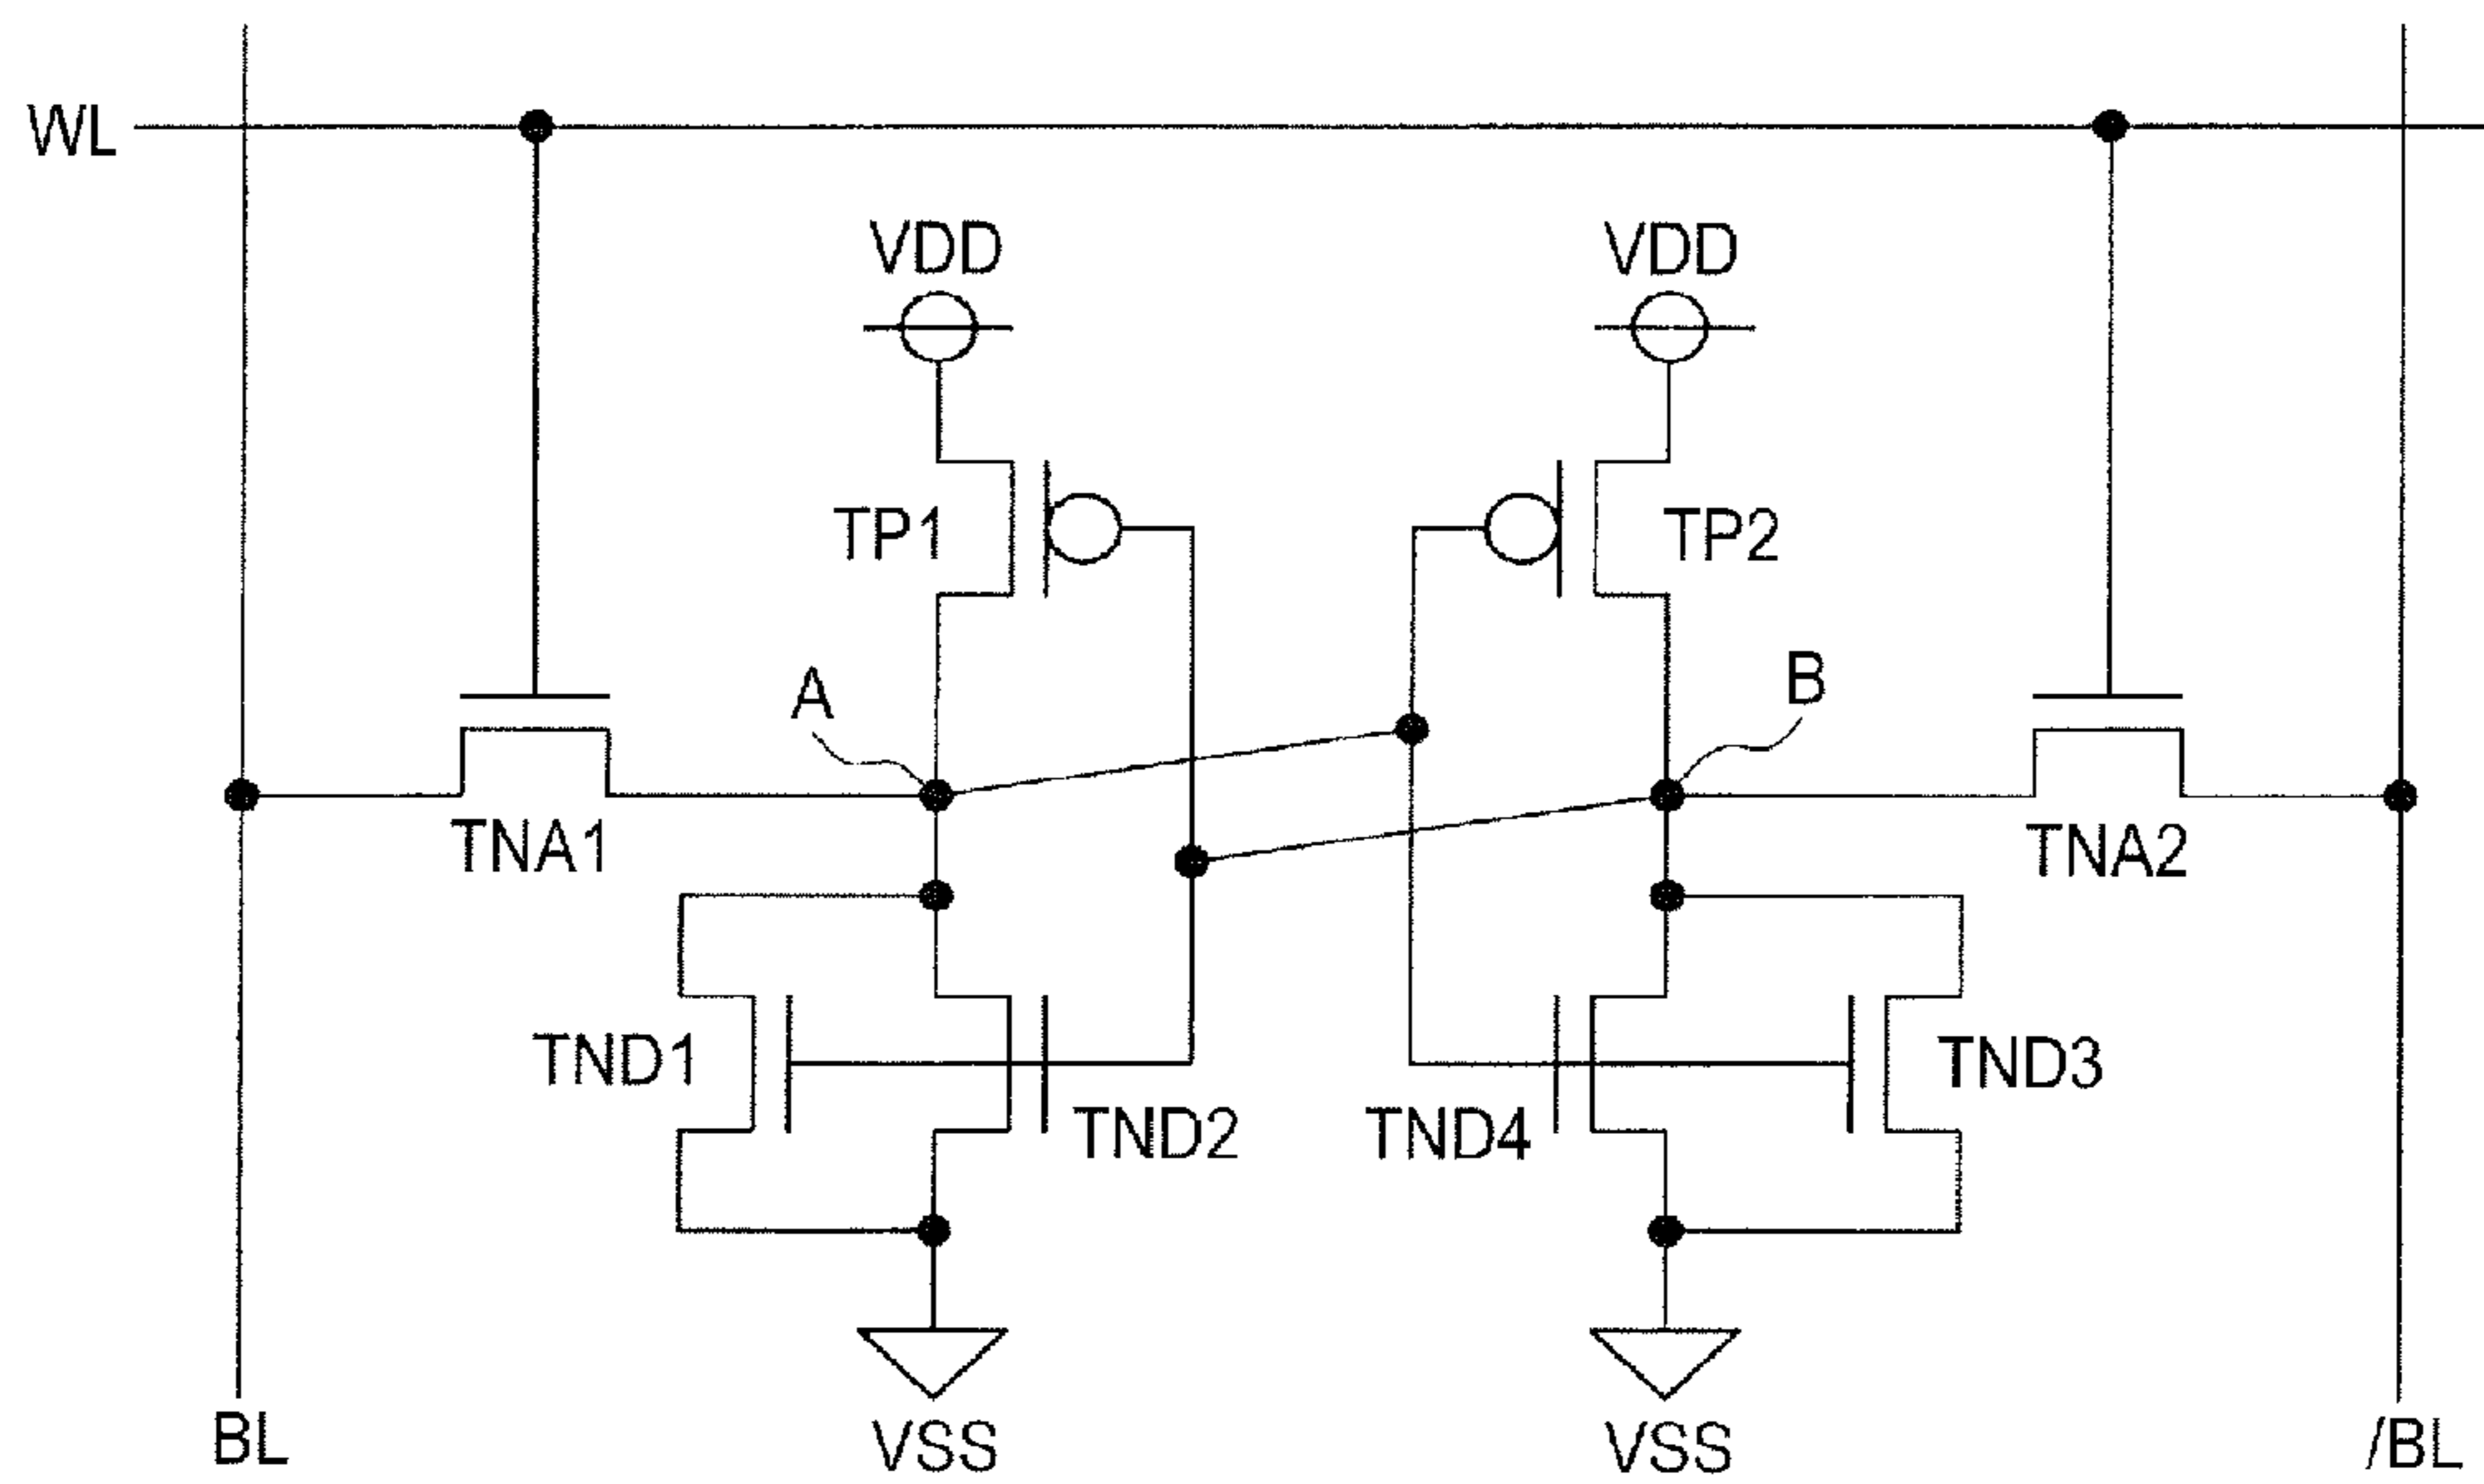 WL
VDD
VDD
TP1
TP2
A
B
TNA1
TNA2
TND1
TND3
TND2
TND4
BL
VSS
VSS
/BL